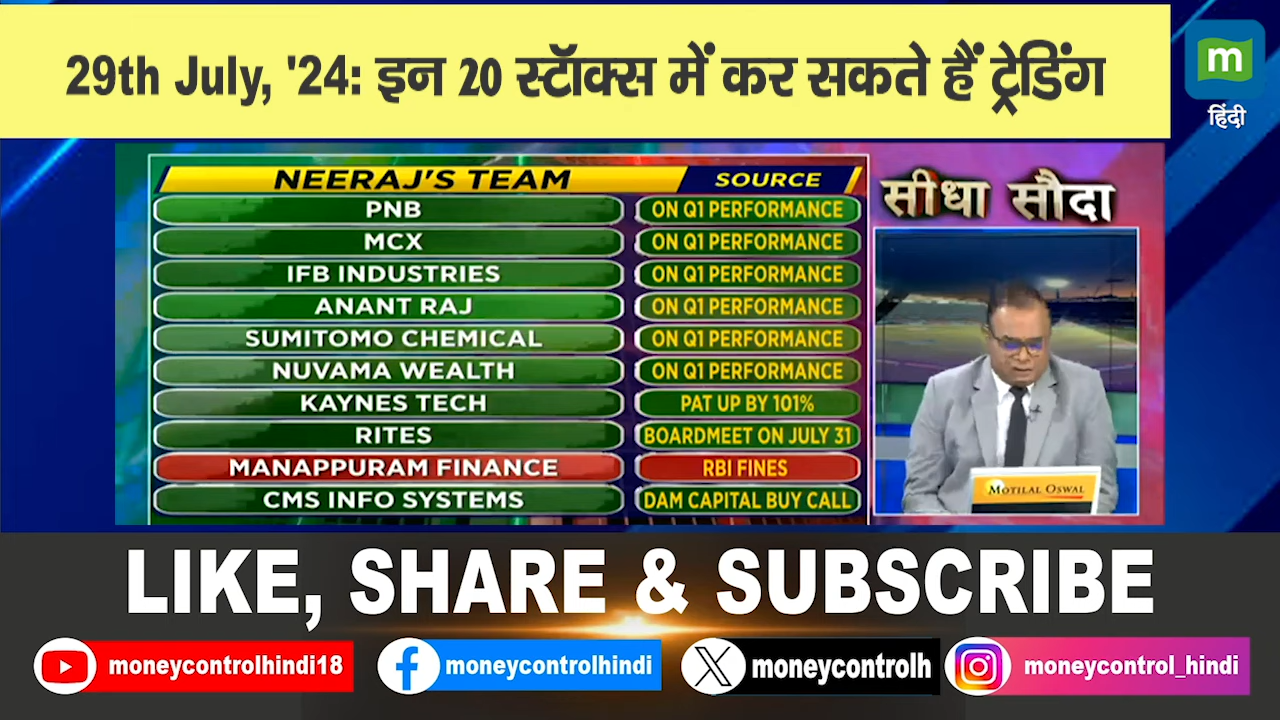 29th July, '24: इन 20 स्टॉक्स में कर सकते हैं ट्रेडिंग
m
हिंदी
NEERAJ'S TEAM SOURCE
PNB ON Q1 PERFORMANCE
MCX ON Q1 PERFORMANCE
IFB INDUSTRIES ON Q1 PERFORMANCE
ANANT RAJ ON Q1 PERFORMANCE
SUMITOMO CHEMICAL ON Q1 PERFORMANCE
NUVAMA WEALTH ON Q1 PERFORMANCE
KAYNES TECH PAT UP BY 101%
RITES BOARDMEET ON JULY 31
MANAPPURAM FINANCE RBI FINES
CMS INFO SYSTEMS DAM CAPITAL BUY CALL
सीधा सौदा
MOTILAL OSWAL
LIKE, SHARE & SUBSCRIBE
moneycontrolhindi18
moneycontrolhindi
moneycontrolh
moneycontrol_hindi